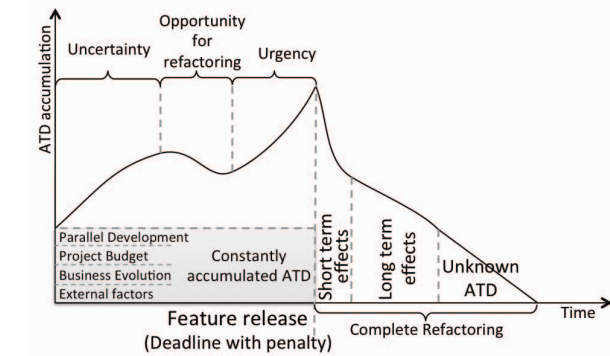 Uncertainty
Opportunity
for
refactoring
Urgency
ATD accumulation
Parallel Development
Project Budget
Business Evolution
External factors
Constantly
accumulated ATD
Short term
effects
Long term
effects
Unknown
ATD
Time
Feature release
(Deadline with penalty)
Complete Refactoring